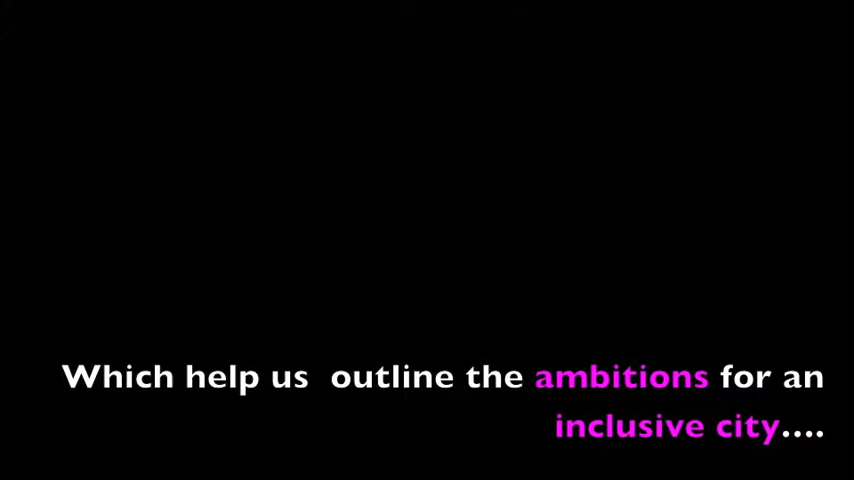 Which help us  outline the ambitions for an
inclusive city....